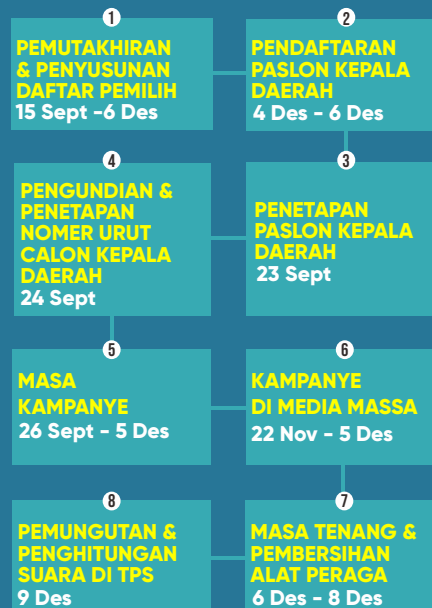 1
PEMUTAKHIRAN
& PENYUSUNAN
DAFTAR PEMILIH
15 Sept -6 Des
2
PENDAFTARAN
PASLON KEPALA
DAERAH
4 Des - 6 Des
3
PENETAPAN
PASLON KEPALA
DAERAH
23 Sept
4
PENGUNDIAN &
PENETAPAN
NOMER URUT
CALON KEPALA
DAERAH
24 Sept
5
MASA
KAMPANYE
26 Sept - 5 Des
6
KAMPANYE
DI MEDIA MASSA
22 Nov - 5 Des
7
MASA TENANG &
PEMBERSIHAN
ALAT PERAGA
6 Des - 8 Des
8
PEMUNGUTAN &
PENGHITUNGAN
SUARA DI TPS
9 Des